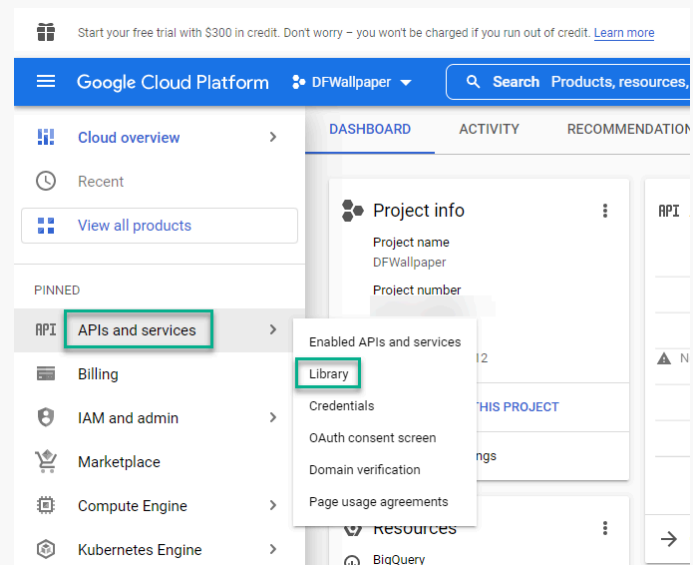 Start your free trial with $300 in credit. Don't worry – you won't be charged if you run out of credit. Learn more
Google Cloud Platform DFWallpaper Search Products, resources,
Cloud overview
Recent
View all products
PINNED
API APIs and services
Billing
IAM and admin
Marketplace
Compute Engine
Kubernetes Engine
Enabled APIs and services
Library
Credentials
OAuth consent screen
Domain verification
Page usage agreements
DASHBOARD ACTIVITY RECOMMENDATION
Project info
Project name
DFWallpaper
Project number
12
THIS PROJECT
ngs
Resources
BigQuery
API
N